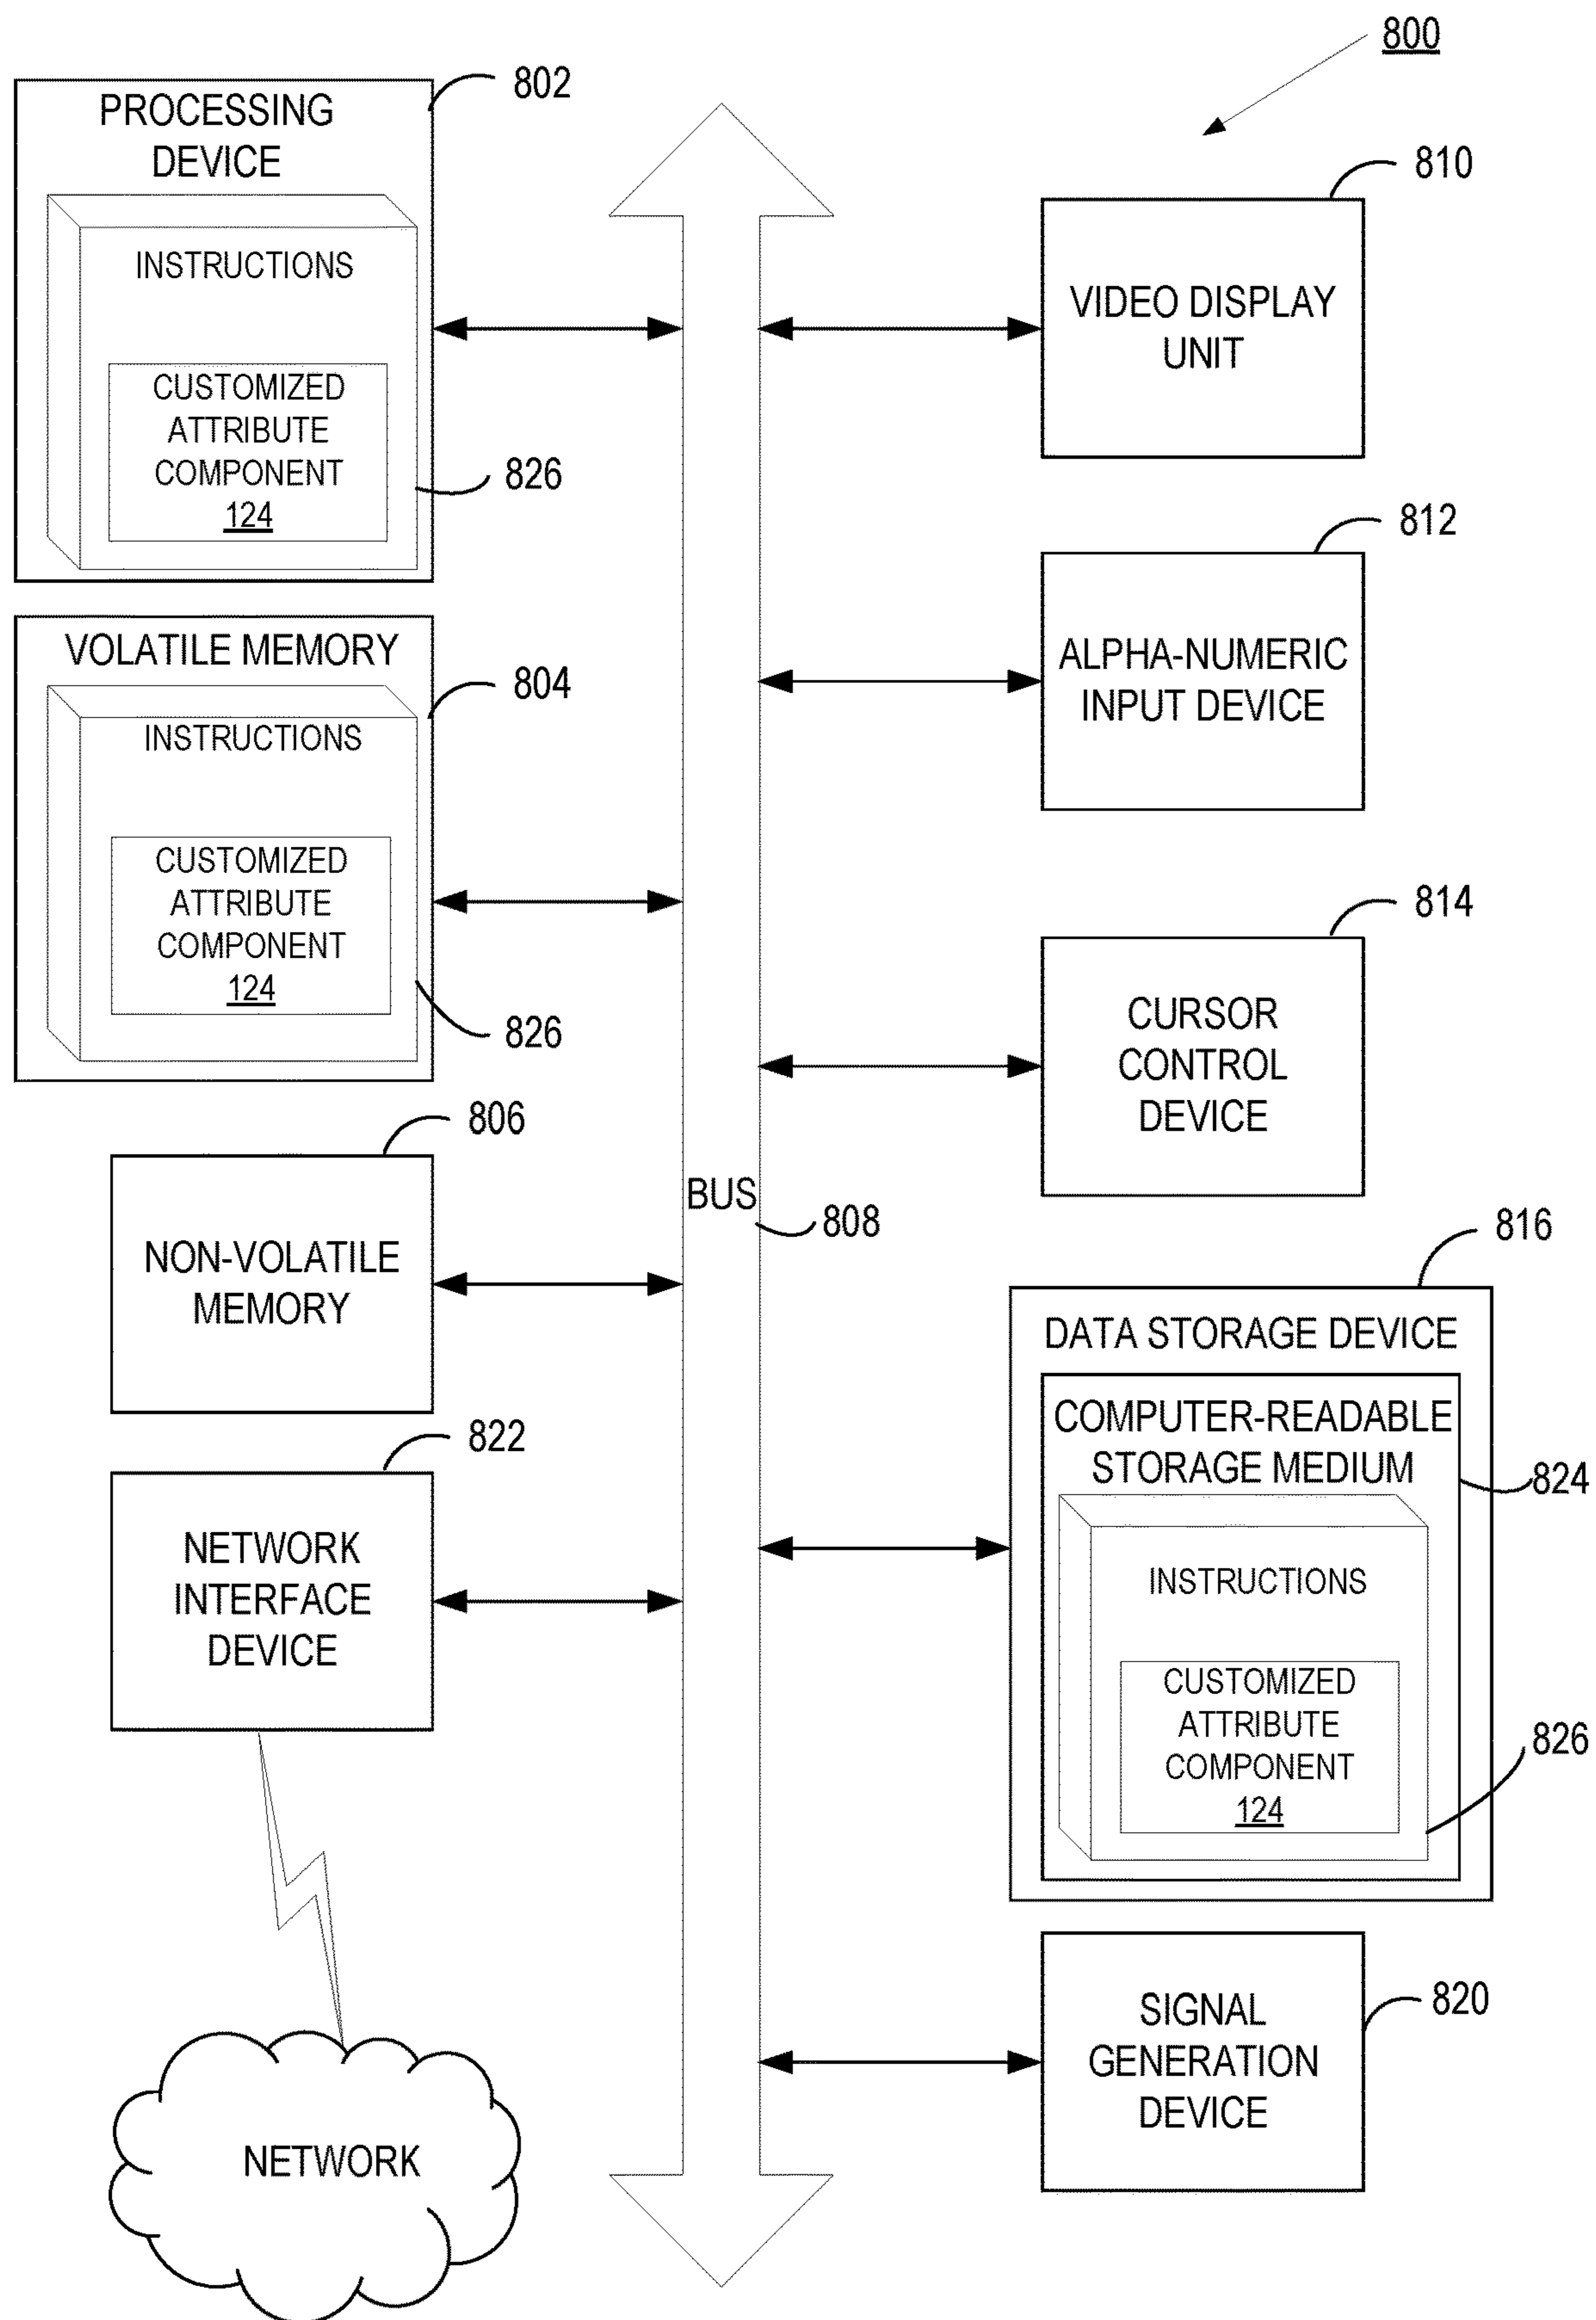 800
802
PROCESSING
DEVICE
INSTRUCTIONS
CUSTOMIZED
ATTRIBUTE
COMPONENT
124
826
VOLATILE MEMORY
804
INSTRUCTIONS
CUSTOMIZED
ATTRIBUTE
COMPONENT
124
826
806
NON-VOLATILE
MEMORY
822
NETWORK
INTERFACE
DEVICE
NETWORK
BUS
808
810
VIDEO DISPLAY
UNIT
812
ALPHA-NUMERIC
INPUT DEVICE
814
CURSOR
CONTROL
DEVICE
816
DATA STORAGE DEVICE
COMPUTER-READABLE
STORAGE MEDIUM
824
INSTRUCTIONS
CUSTOMIZED
ATTRIBUTE
COMPONENT
124
826
820
SIGNAL
GENERATION
DEVICE